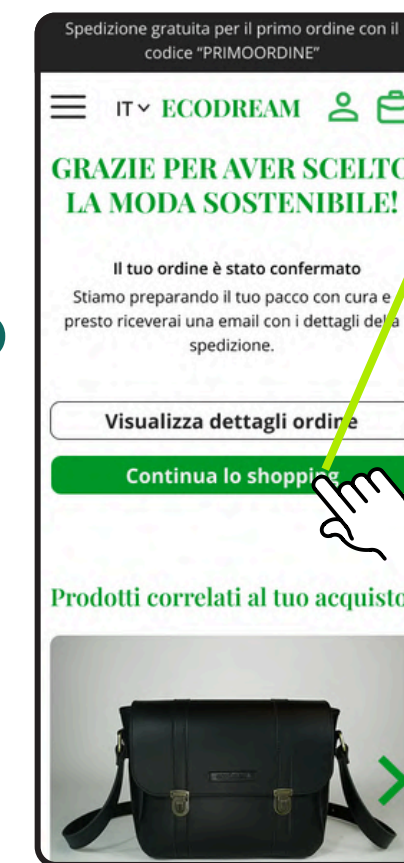 Spedizione gratuita per il primo ordine con il
codice “PRIMOORDINE”
IT ECODREAM
GRAZIE PER AVER SCELTO
LA MODA SOSTENIBILE!
Il tuo ordine è stato confermato
Stiamo preparando il tuo pacco con cura e
presto riceverai una email con i dettagli della
spedizione.
Visualizza dettagli ordine
Continua lo shopping
Prodotti correlati al tuo acquisto